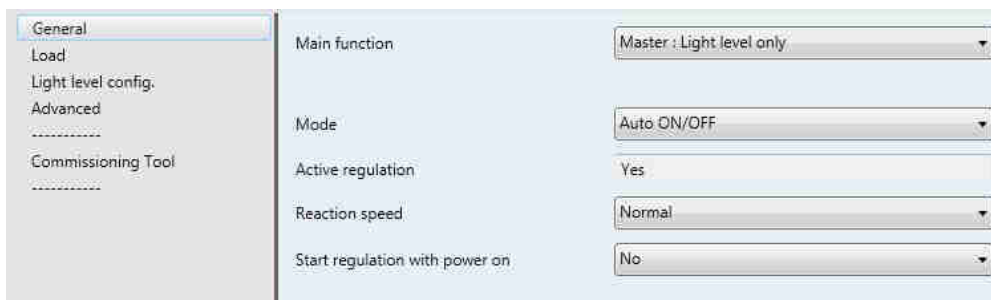 General
Load
Light level config.
Advanced
-----------
Commissioning Tool
-----------
Main function Master : Light level only
Mode Auto ON/OFF
Active regulation Yes
Reaction speed Normal
Start regulation with power on No